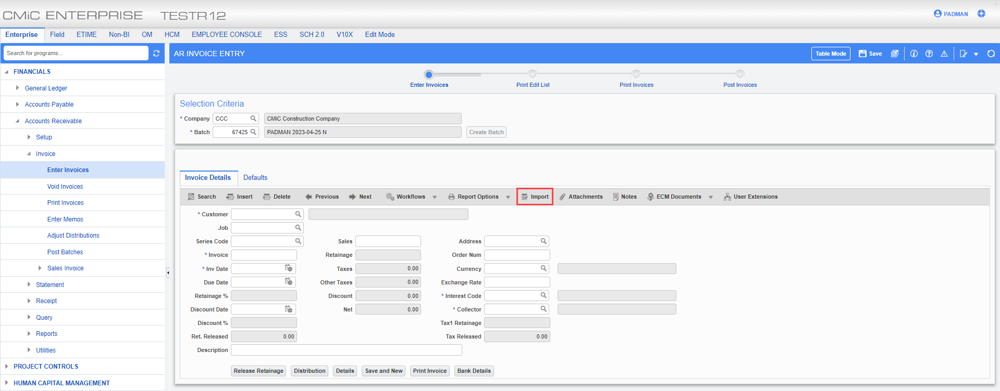 CMiC ENTERPRISE TESTR12
PADMAN
Enterprise Field ETIME Non-BI OM HCM EMPLOYEE CONSOLE ESS SCH 2.0 V10X Edit Mode
Search for programs...
AR INVOICE ENTRY
Table Mode Save
FINANCIALS
General Ledger
Accounts Payable
Accounts Receivable
Setup
Invoice
Enter Invoices
Void Invoices
Print Invoices
Enter Memos
Adjust Distributions
Post Batches
Sales Invoice
Statement
Receipt
Query
Reports
Utilities
PROJECT CONTROLS
HUMAN CAPITAL MANAGEMENT
Enter Invoices Print Edit List Print Invoices Post Invoices
Selection Criteria
* Company CCC CMiC Construction Company
* Batch 67425 PADMAN 2023-04-25 N Create Batch
Invoice Details Defaults
Search Insert Delete Previous Next Workflows Report Options Import Attachments Notes ECM Documents User Extensions
* Customer
Job
Series Code Sales Address
* Invoice Retainage Order Num
* Inv Date Taxes 0.00 Currency
Due Date Other Taxes 0.00 Exchange Rate
Retainage % Discount 0.00 * Interest Code
Discount Date Net 0.00 * Collector
Discount % Tax1 Retainage
Ret. Released 0.00 Tax Released 0.00
Description
Release Retainage Distribution Details Save and New Print Invoice Bank Details